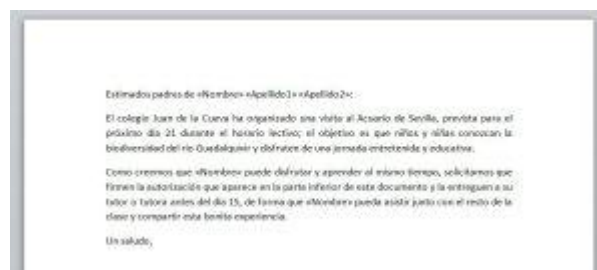 Estimados padres de «Nombre» «Apellido1» «Apellido2»:
El colegio Juan de la Cueva ha organizado una visita al Acuario de Sevilla, prevista para el
próximo día 21 durante el horario lectivo; el objetivo es que niños y niñas conozcan la
biodiversidad del río Guadalquivir y disfruten de una jornada entretenida y educativa.
Como creemos que «Nombre» puede disfrutar y aprender al mismo tiempo, solicitamos que
firmen la autorización que aparece en la parte inferior de este documento y la entreguen a su
tutor o tutora antes del día 15, de forma que «Nombre» pueda asistir junto con el resto de la
clase y compartir esta bonita experiencia.
Un saludo,